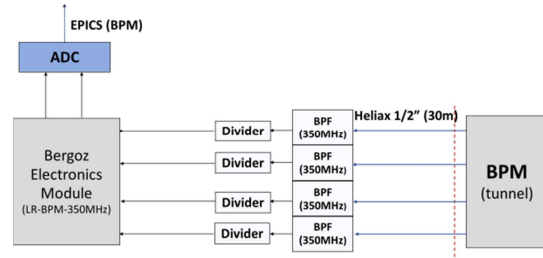 EPICS (BPM)
ADC
Heliax 1/2” (30m)
Bergoz
Electronics
Module
(LR-BPM-350MHz)
Divider
BPF
(350MHz)
Divider
BPF
(350MHz)
Divider
BPF
(350MHz)
Divider
BPF
(350MHz)
BPM
(tunnel)